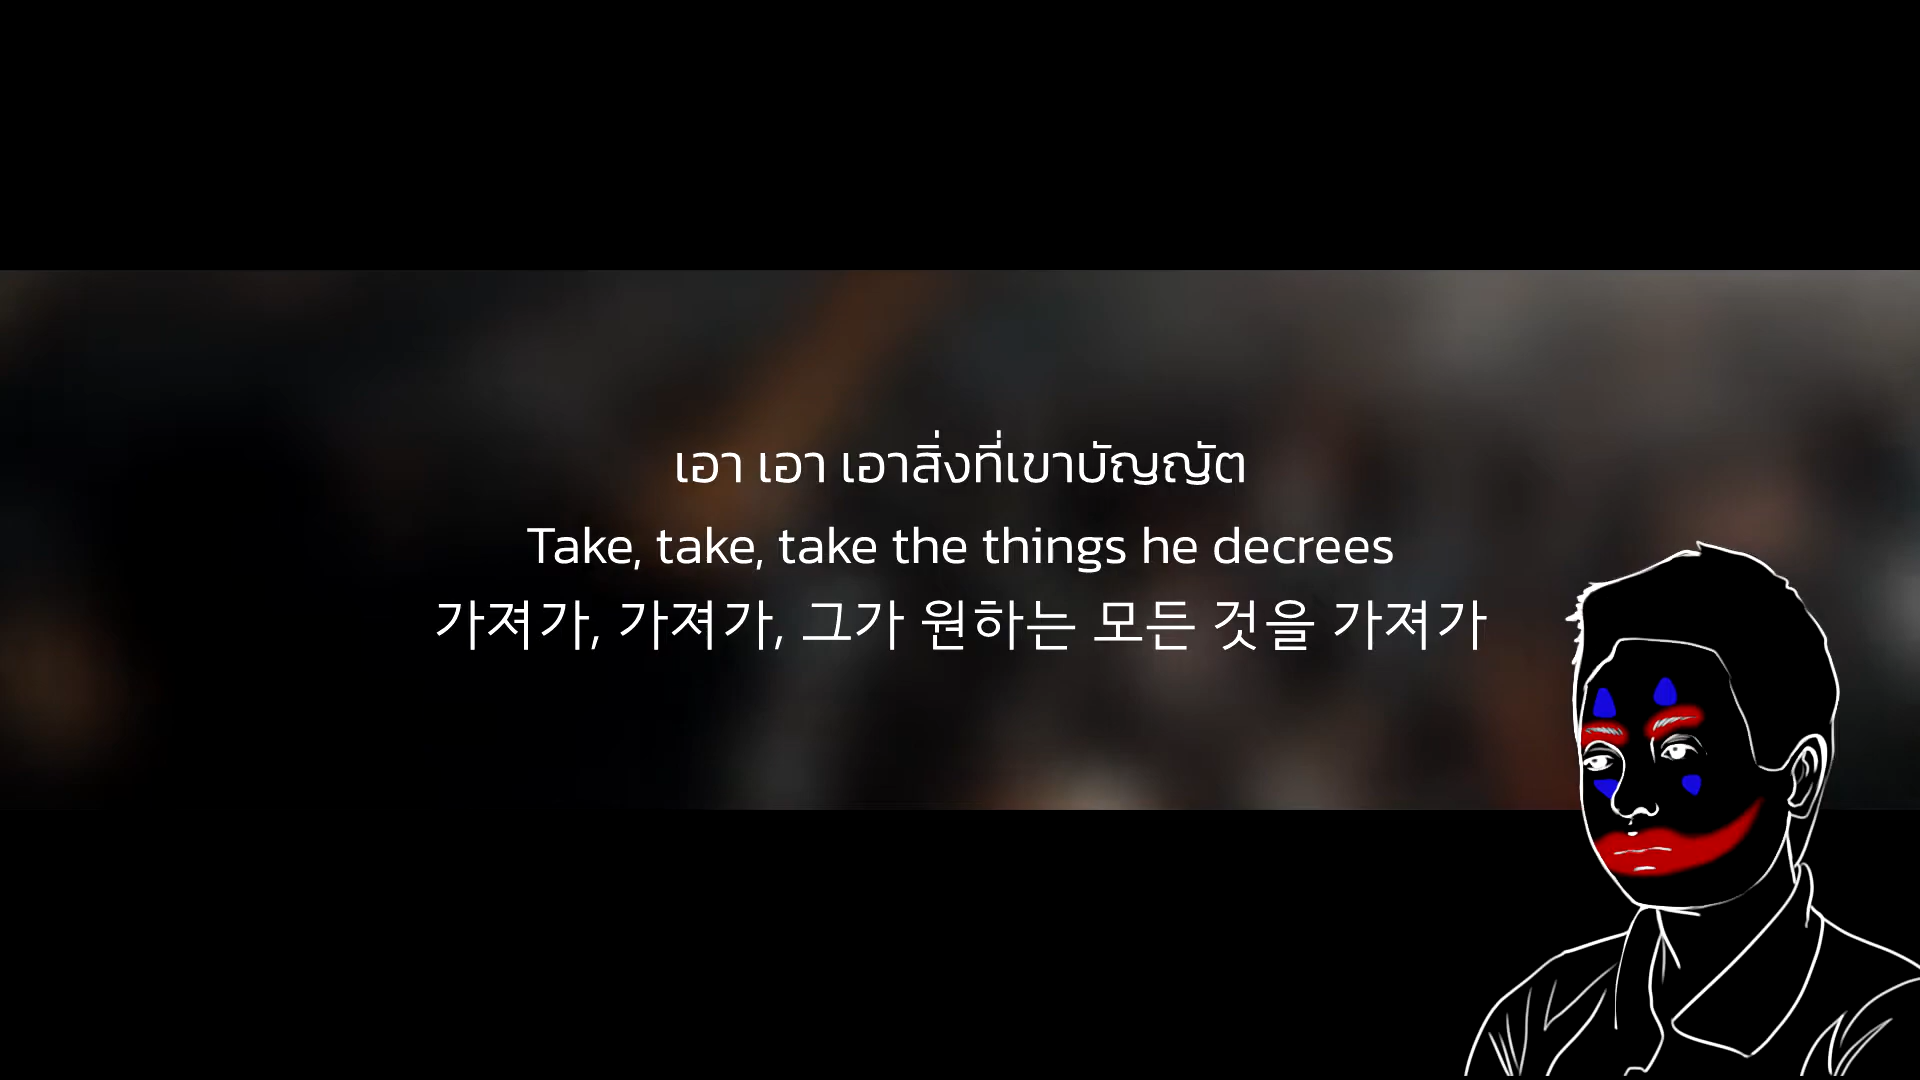 เอา เอา เอาสิ่งที่เขาบัญญัต
Take, take, take the things he decrees
가져가, 가져가, 그가 원하는 모든 것을 가져가